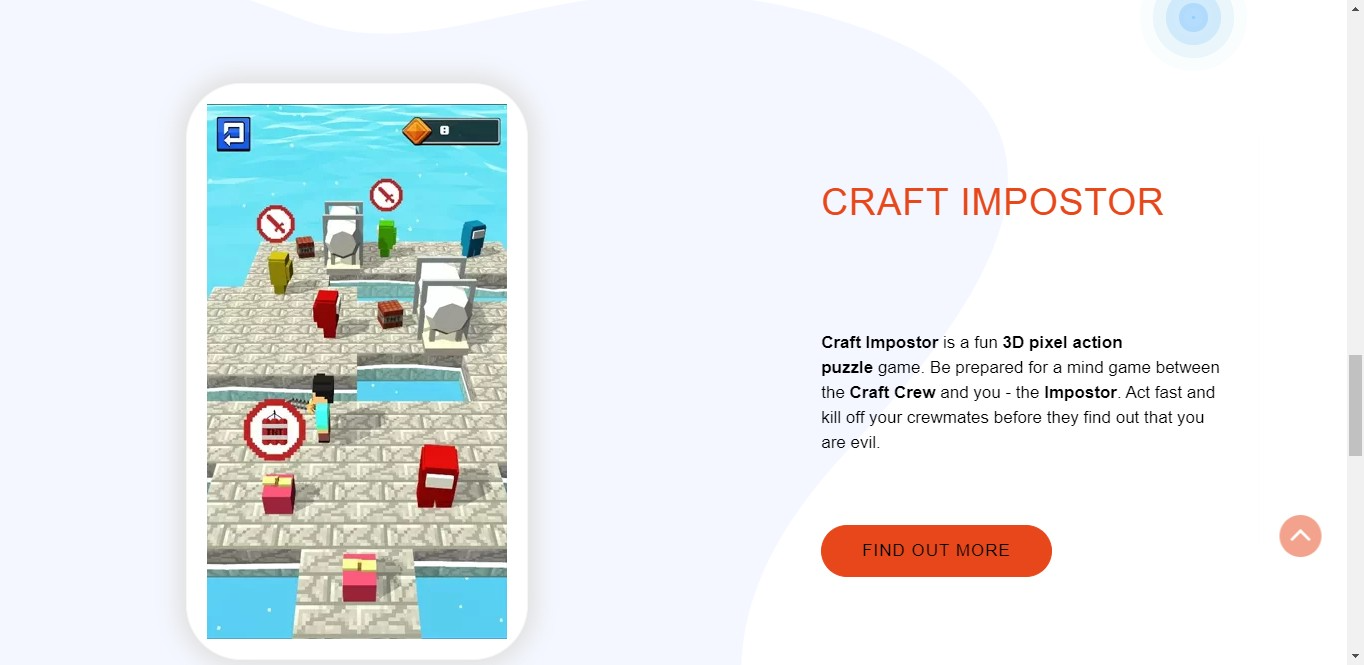 8
CRAFT IMPOSTOR
Craft Impostor is a fun 3D pixel action
puzzle game. Be prepared for a mind game between
the Craft Crew and you - the Impostor. Act fast and
kill off your crewmates before they find out that you
are evil.
TNT
FIND OUT MORE